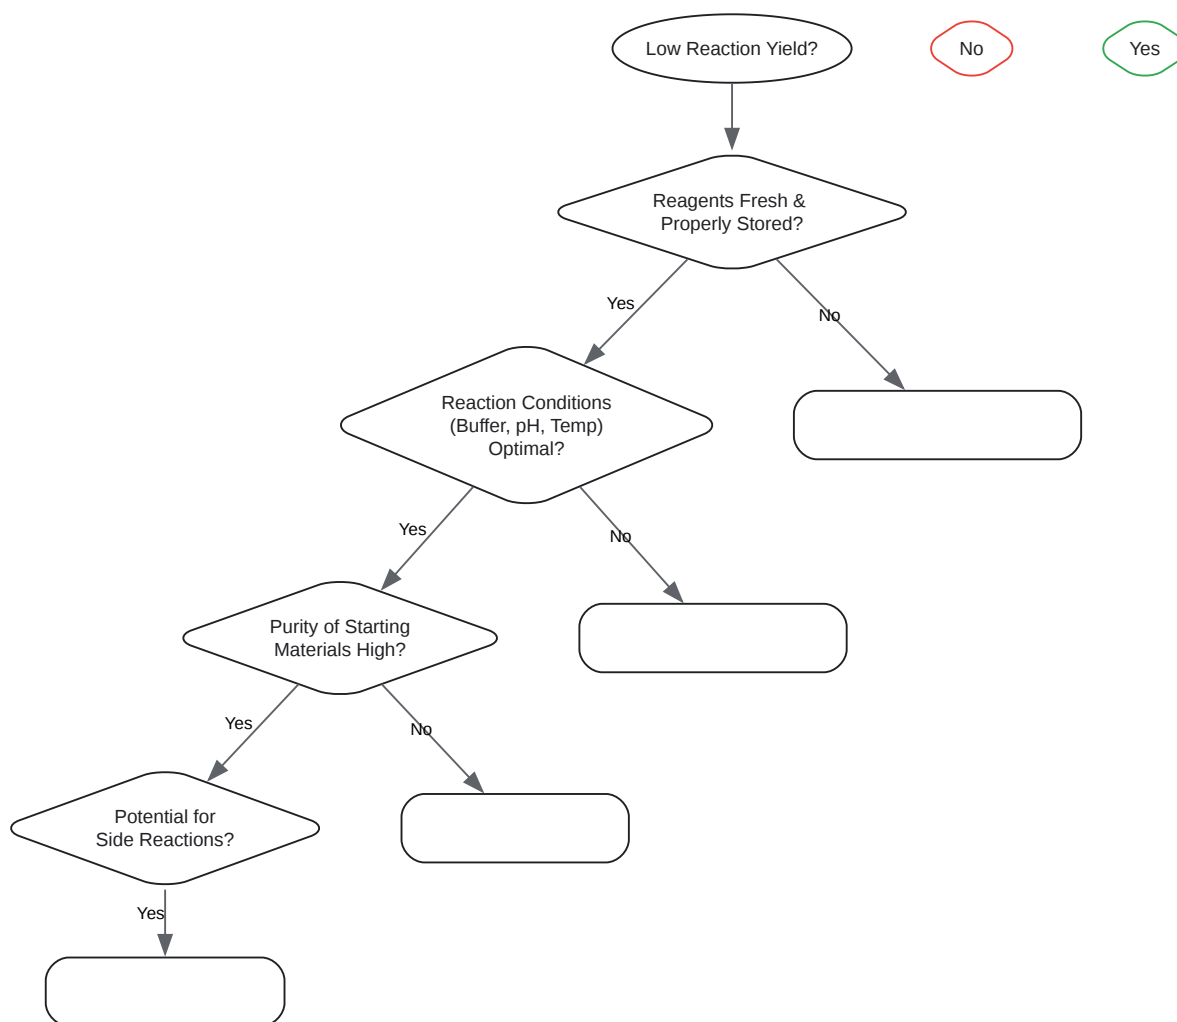 Low Reaction Yield?
No
Yes
Reagents Fresh &
Properly Stored?
Yes
No
Reaction Conditions
(Buffer, pH, Temp)
Optimal?
Yes
No
Purity of Starting
Materials High?
Yes
No
Potential for
Side Reactions?
Yes